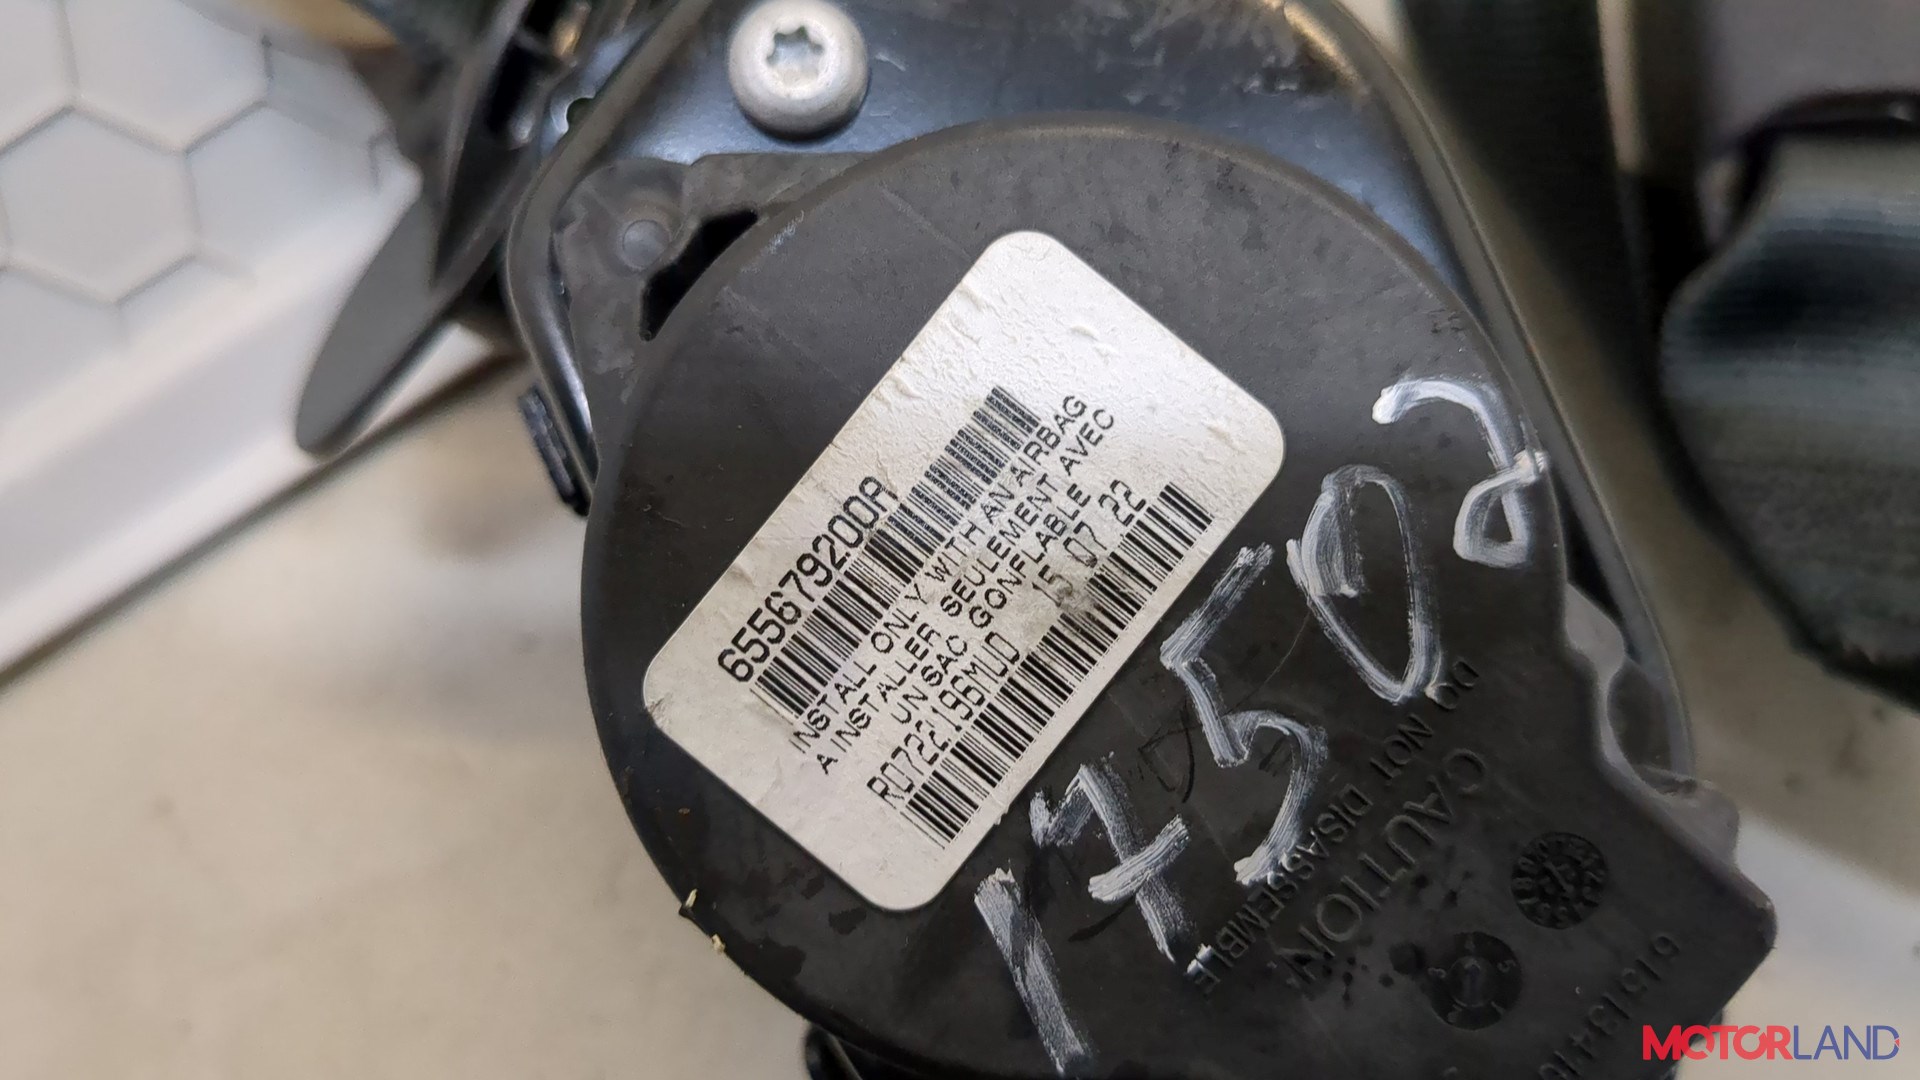 655679200A
INSTALL ONLY WITH AN AIRBAG
A INSTALLER SEULEMENT AVEC
UN SAC GONFLABLE
15 07 22
R0722196MUD
17502
CAUTION
DO NOT DISASSEMBLE
MOTORLAND